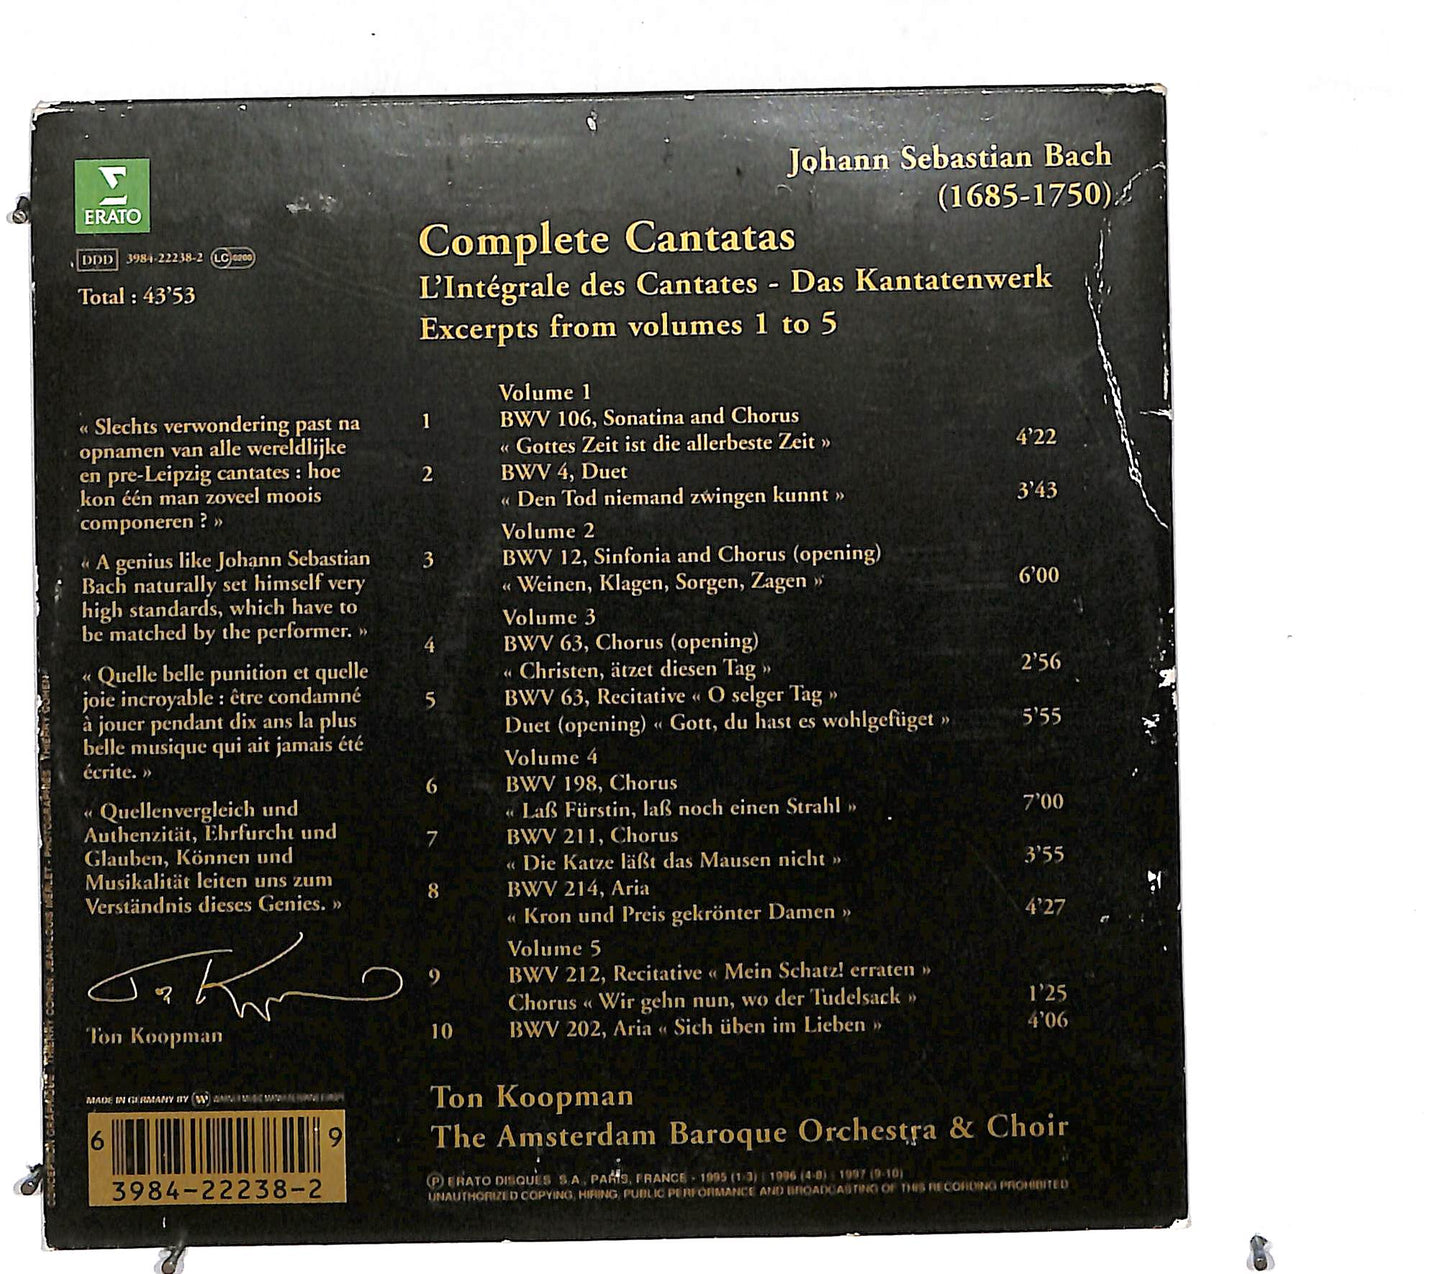 ERATO
DDD 3984-22238-2 LC 0200
Total : 43'53
Johann Sebastian Bach
(1685-1750)
Complete Cantatas
L'Intégrale des Cantates - Das Kantatenwerk
Excerpts from volumes 1 to 5
« Slechts verwondering past na
opnamen van alle wereldlijke
en pre-Leipzig cantates : hoe
kon één man zoveel moois
componeren ? »
« A genius like Johann Sebastian
Bach naturally set himself very
high standards, which have to
be matched by the performer. »
« Quelle belle punition et quelle
joie incroyable : être condamné
à jouer pendant dix ans la plus
belle musique qui ait jamais été
écrite. »
« Quellenvergleich und
Authenzität, Ehrfurcht und
Glauben, Können und
Musikalität leiten uns zum
Verständnis dieses Genies. »
Ton Koopman
Volume 1
1 BWV 106, Sonatina and Chorus
« Gottes Zeit ist die allerbeste Zeit » 4'22
2 BWV 4, Duet
« Den Tod niemand zwingen kunnt » 3'43
Volume 2
3 BWV 12, Sinfonia and Chorus (opening)
« Weinen, Klagen, Sorgen, Zagen » 6'00
Volume 3
4 BWV 63, Chorus (opening)
« Christen, ätzet diesen Tag » 2'56
5 BWV 63, Recitative « O selger Tag »
Duet (opening) « Gott, du hast es wohlgefüget » 5'55
Volume 4
6 BWV 198, Chorus
« Laß Fürstin, laß noch einen Strahl » 7'00
7 BWV 211, Chorus
« Die Katze läßt das Mausen nicht » 3'55
8 BWV 214, Aria
« Kron und Preis gekrönter Damen » 4'27
Volume 5
9 BWV 212, Recitative « Mein Schatz! erraten »
Chorus « Wir gehn nun, wo der Tudelsack » 1'25
10 BWV 202, Aria « Sich üben im Lieben » 4'06
Ton Koopman
The Amsterdam Baroque Orchestra & Choir
℗ ERATO DISQUES S.A., PARIS, FRANCE - 1995 (1-3) : 1996 (4-8) : 1997 (9-10)
UNAUTHORIZED COPYING, HIRING, PUBLIC PERFORMANCE AND BROADCASTING OF THIS RECORDING PROHIBITED
MADE IN GERMANY BY
6 9
3984-22238-2
CONCEPTION GRAPHIQUE THIERRY COHEN, JEAN-LOUIS MERLET - PHOTOGRAPHIES THIERRY COHEN